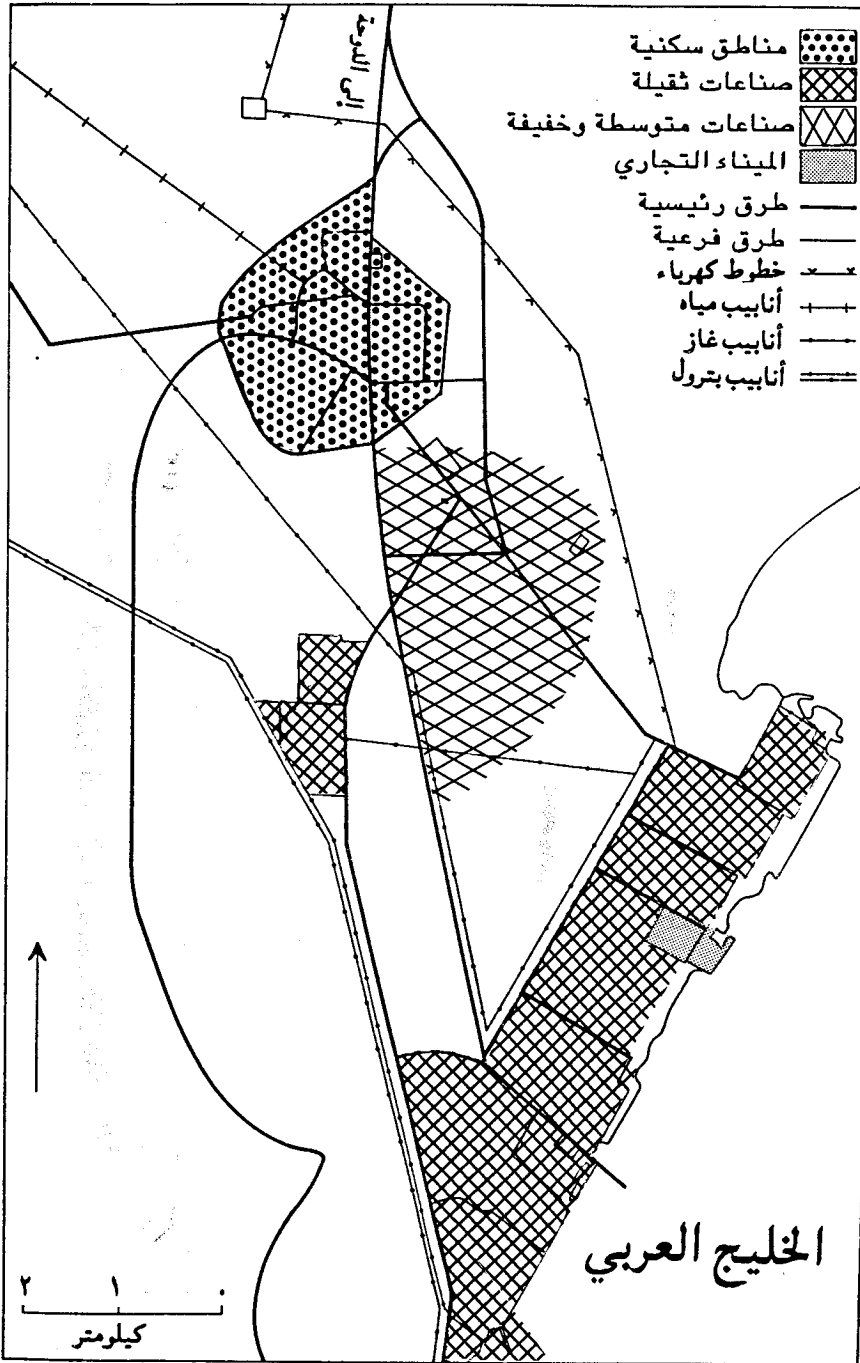 مناطق سكنية
صناعات ثقيلة
صناعات متوسطة وخفيفة
الميناء التجاري
طرق رئيسية
طرق فرعية
خطوط كهرباء
أنابيب مياه
أنابيب غاز
أنابيب بترول
إلى الدوحة
الخليج العربي
٢ ١ ٠
كيلومتر